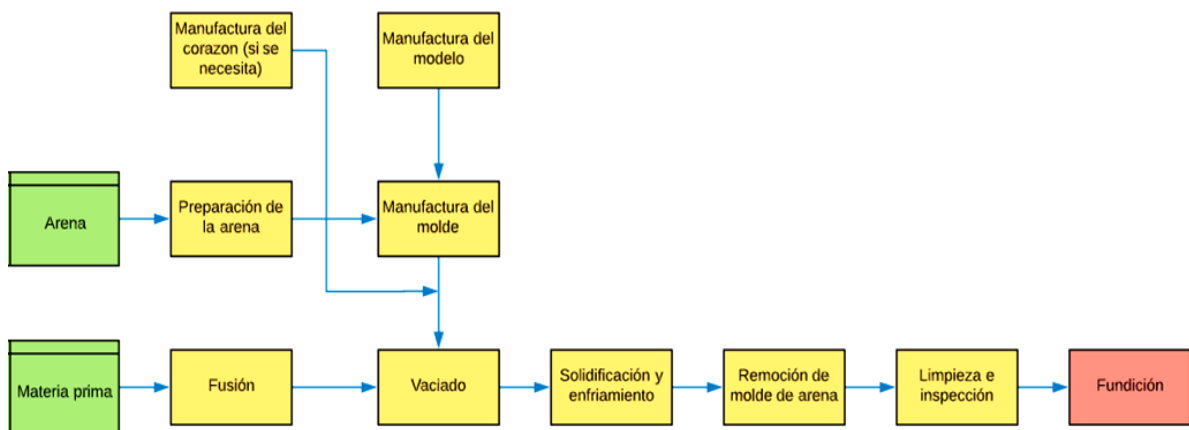 Manufactura del
corazon (si se
necesita)
Manufactura del
modelo
Arena
Preparación de
la arena
Manufactura del
molde
Materia prima
Fusión
Vaciado
Solidificación y
enfriamiento
Remoción de
molde de arena
Limpieza e
inspección
Fundición